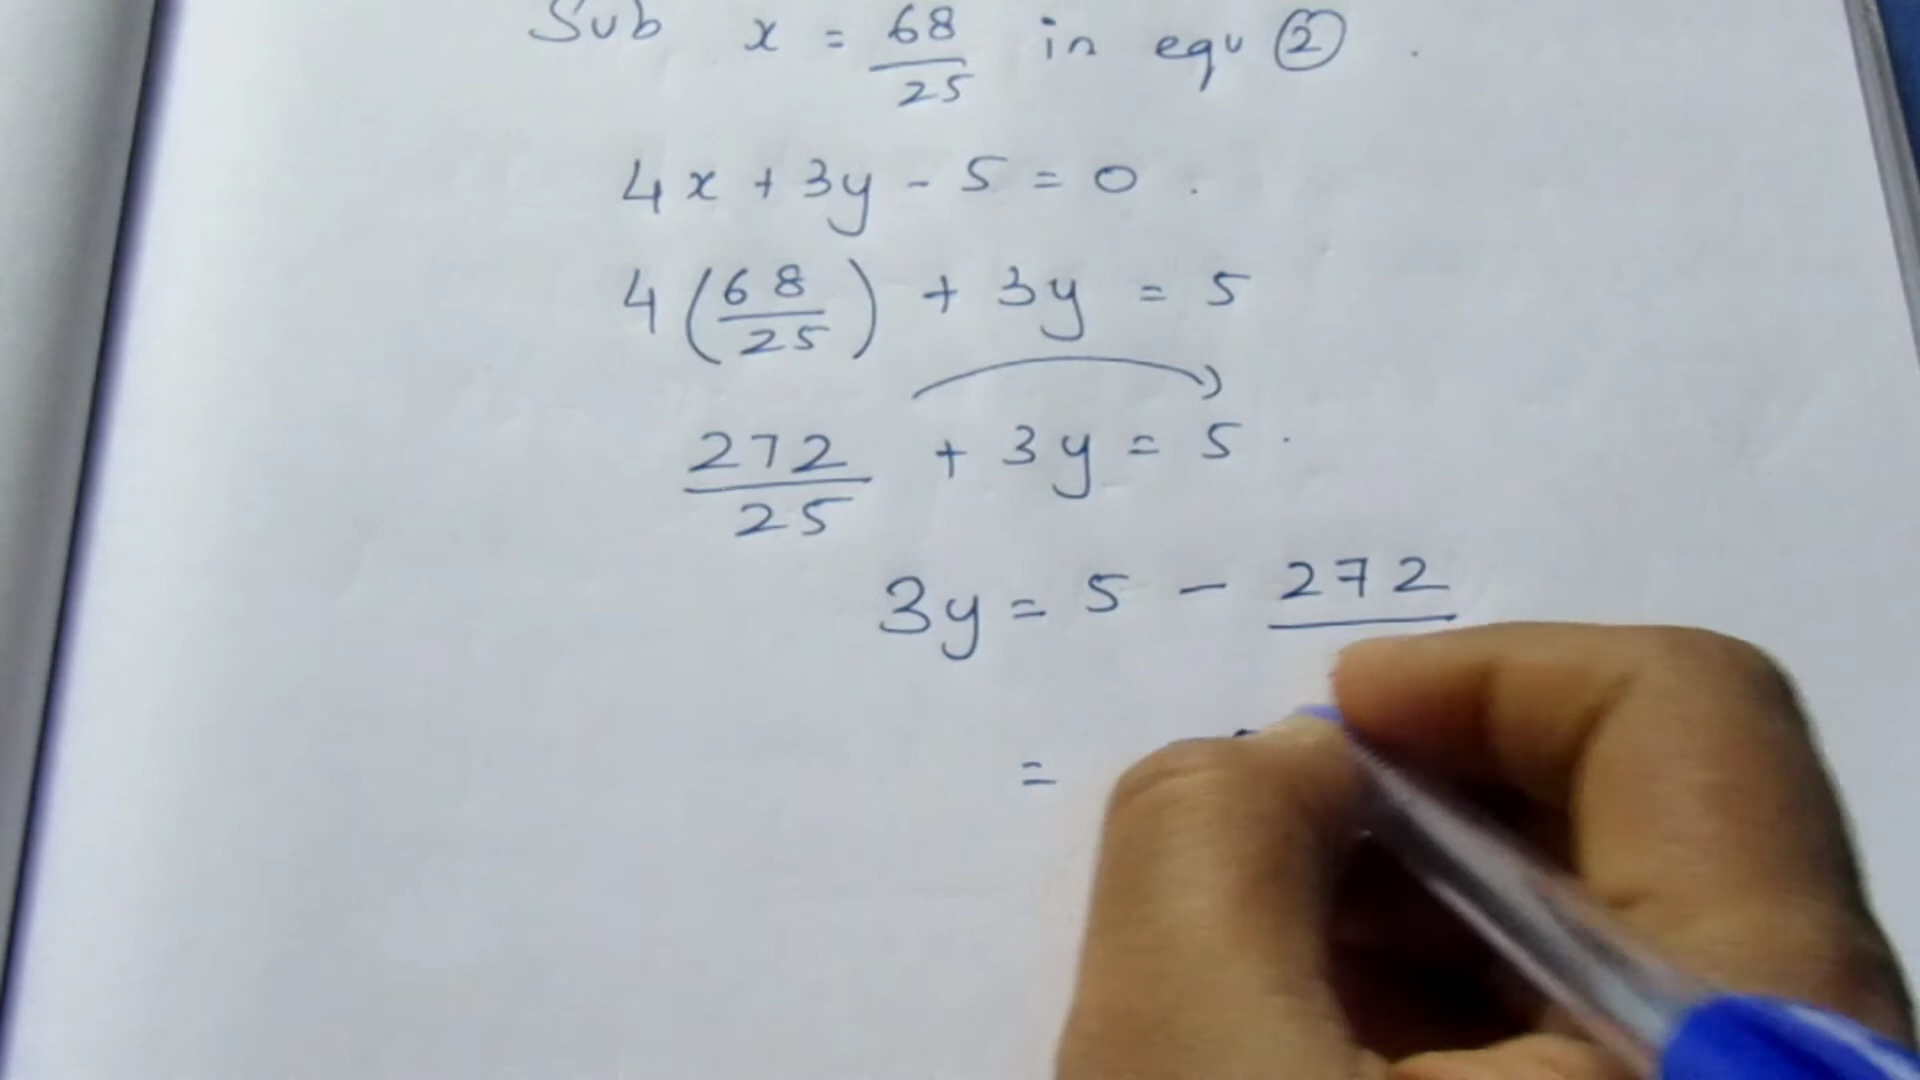 Sub x = 68/25 in equ ②.
4x + 3y - 5 = 0.
4(68/25) + 3y = 5
272/25 + 3y = 5.
3y = 5 - 272
=